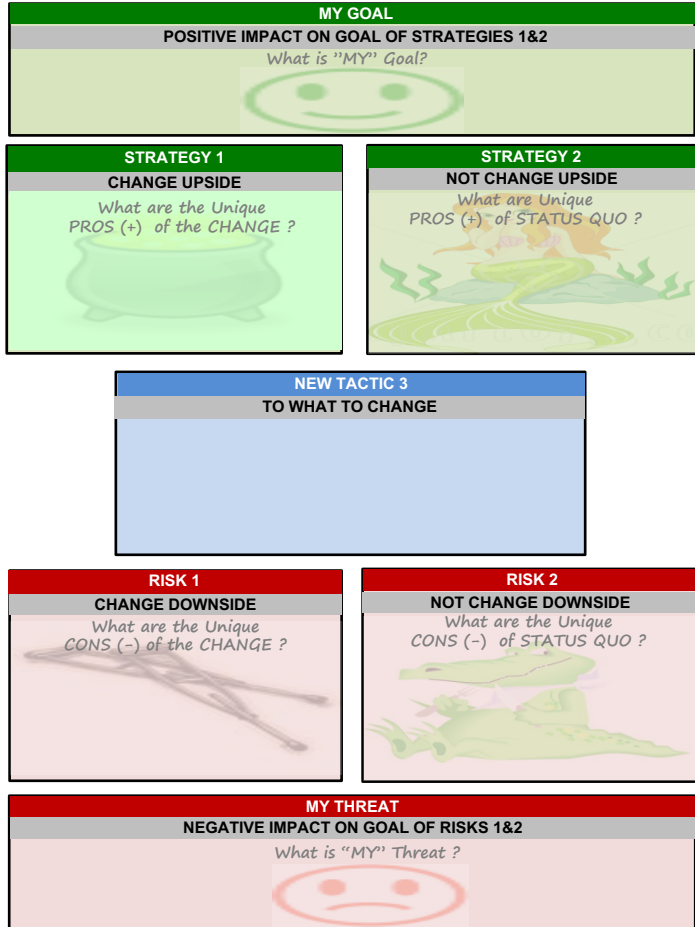 MY GOAL
POSITIVE IMPACT ON GOAL OF STRATEGIES 1&2
What is ”MY” Goal?
STRATEGY 1
CHANGE UPSIDE
What are the Unique
PROS (+) of the CHANGE ?
STRATEGY 2
NOT CHANGE UPSIDE
What are Unique
PROS (+) of STATUS QUO ?
NEW TACTIC 3
TO WHAT TO CHANGE
RISK 1
CHANGE DOWNSIDE
What are the Unique
CONS (-) of the CHANGE ?
RISK 2
NOT CHANGE DOWNSIDE
What are the Unique
CONS (-) of STATUS QUO ?
MY THREAT
NEGATIVE IMPACT ON GOAL OF RISKS 1&2
What is “MY” Threat ?